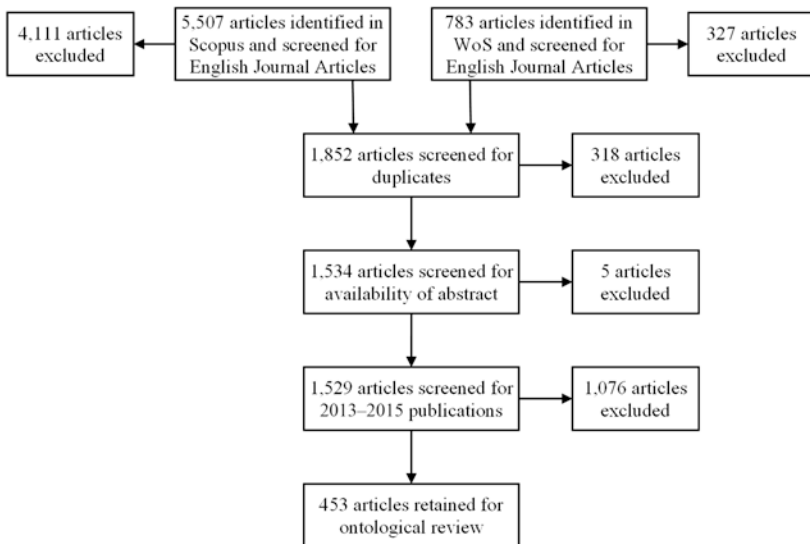 4,111 articles
excluded
5,507 articles identified in
Scopus and screened for
English Journal Articles
783 articles identified in
WoS and screened for
English Journal Articles
327 articles
excluded
1,852 articles screened for
duplicates
318 articles
excluded
1,534 articles screened for
availability of abstract
5 articles
excluded
1,529 articles screened for
2013–2015 publications
1,076 articles
excluded
453 articles retained for
ontological review